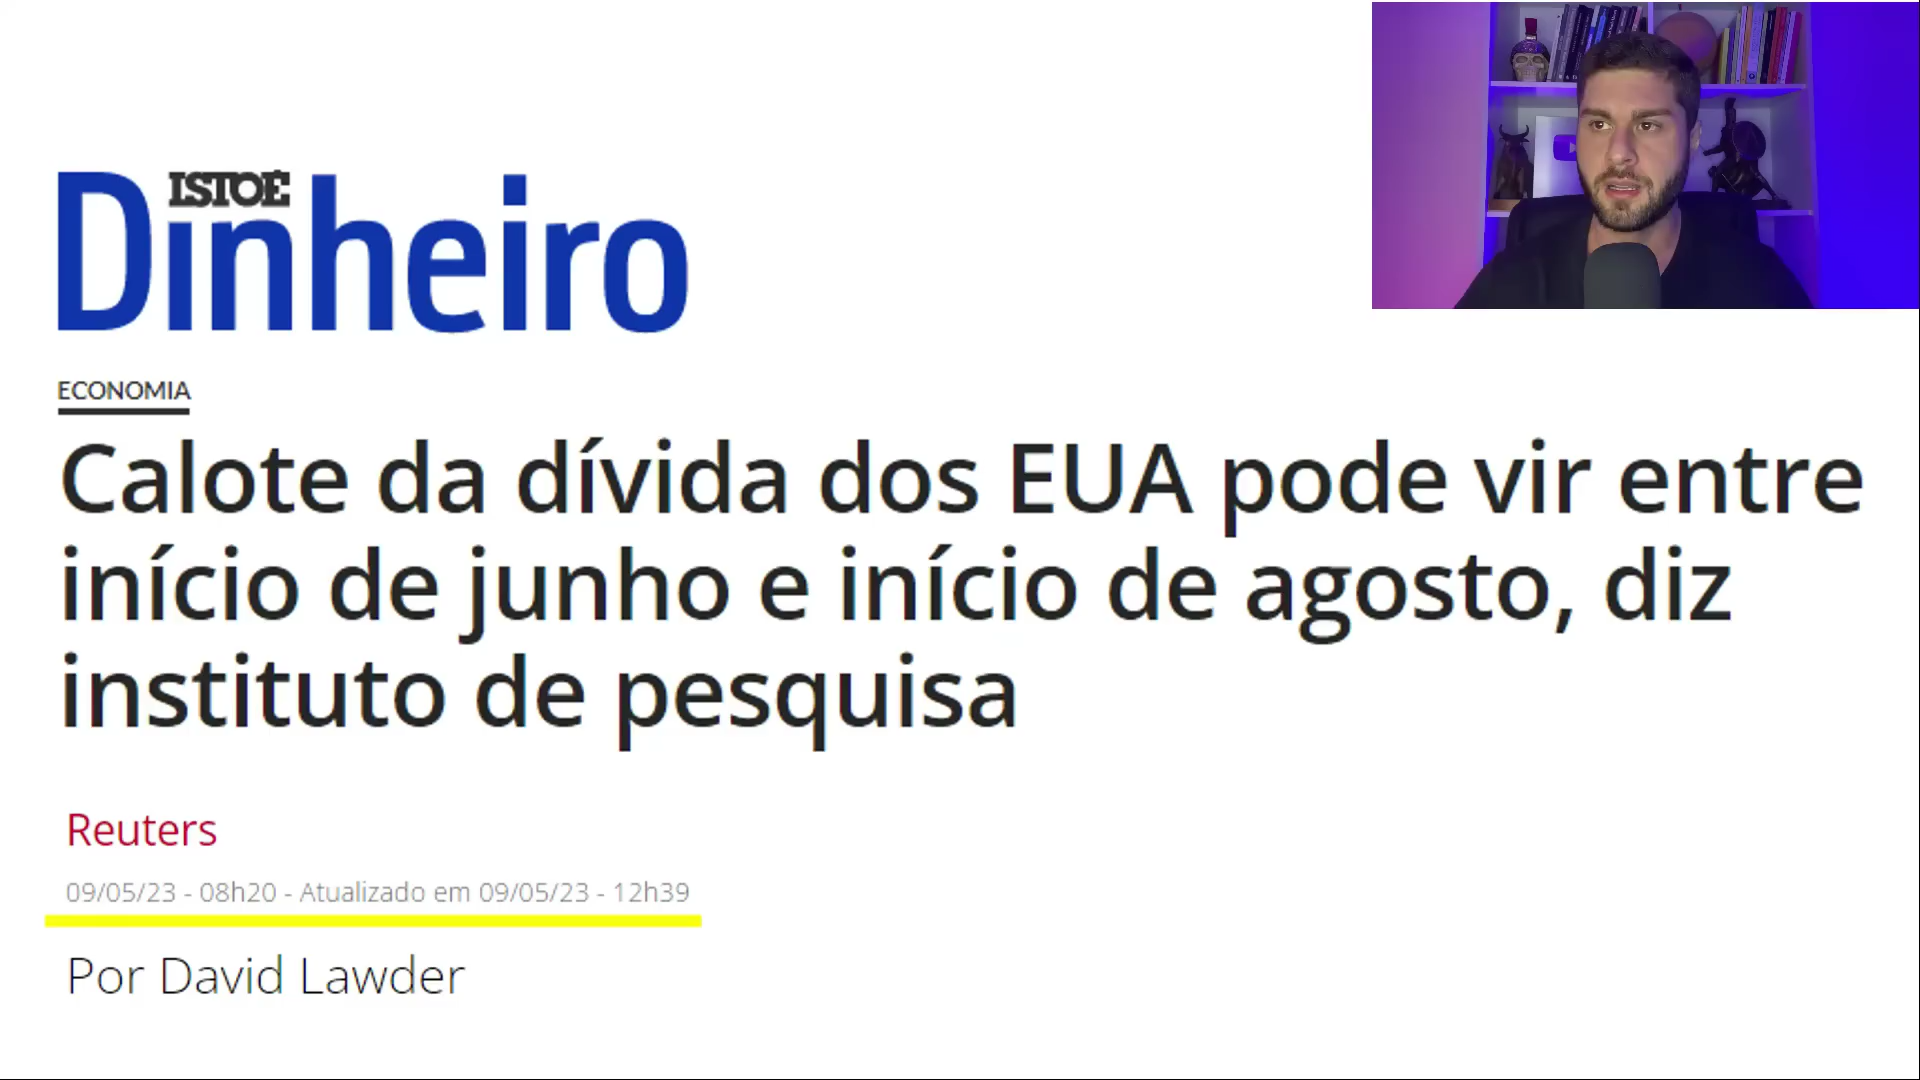 ISTOÉ
Dinheiro
ECONOMIA
Calote da dívida dos EUA pode vir entre
início de junho e início de agosto, diz
instituto de pesquisa
Reuters
09/05/23 - 08h20 - Atualizado em 09/05/23 - 12h39
Por David Lawder